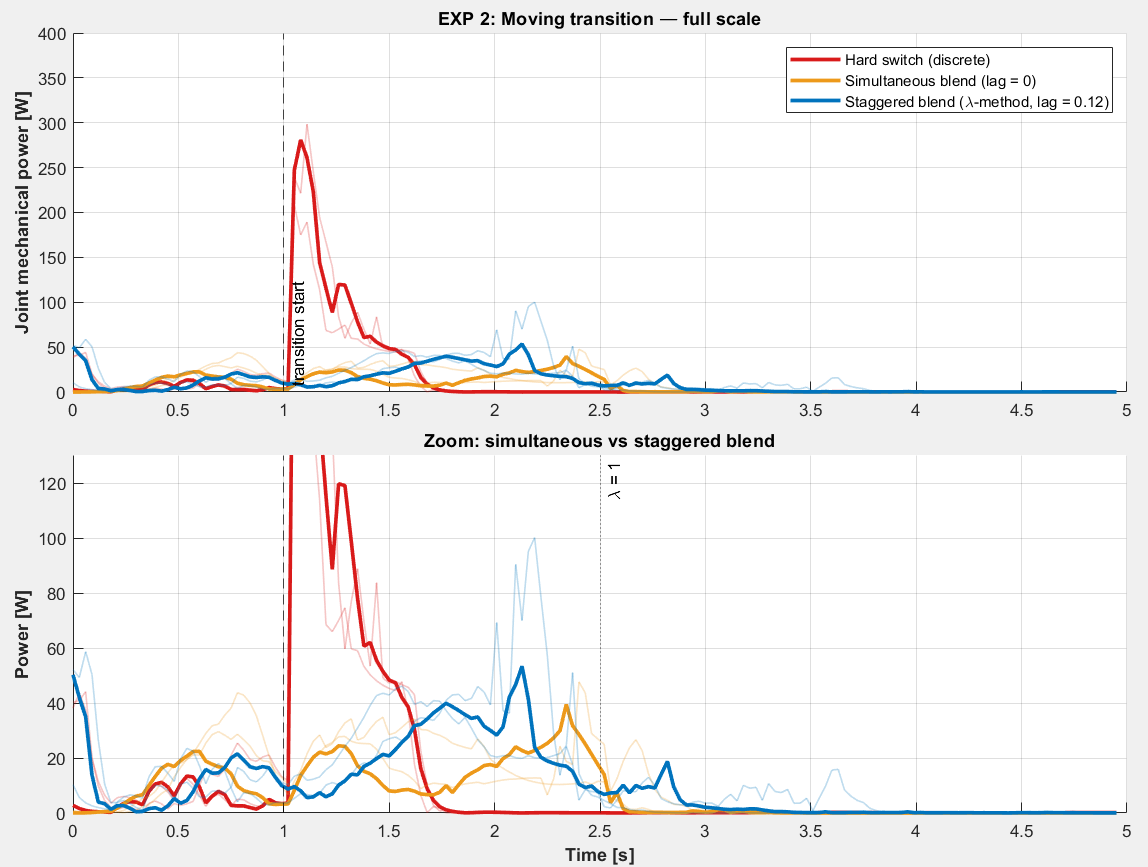 EXP 2: Moving transition — full scale
Joint mechanical power [W]
400
350
300
250
200
150
100
50
0
Hard switch (discrete)
Simultaneous blend (lag = 0)
Staggered blend (λ-method, lag = 0.12)
transition start
0 0.5 1 1.5 2 2.5 3 3.5 4 4.5 5
Zoom: simultaneous vs staggered blend
Power [W]
120
100
80
60
40
20
0
λ = 1
0 0.5 1 1.5 2 2.5 3 3.5 4 4.5 5
Time [s]